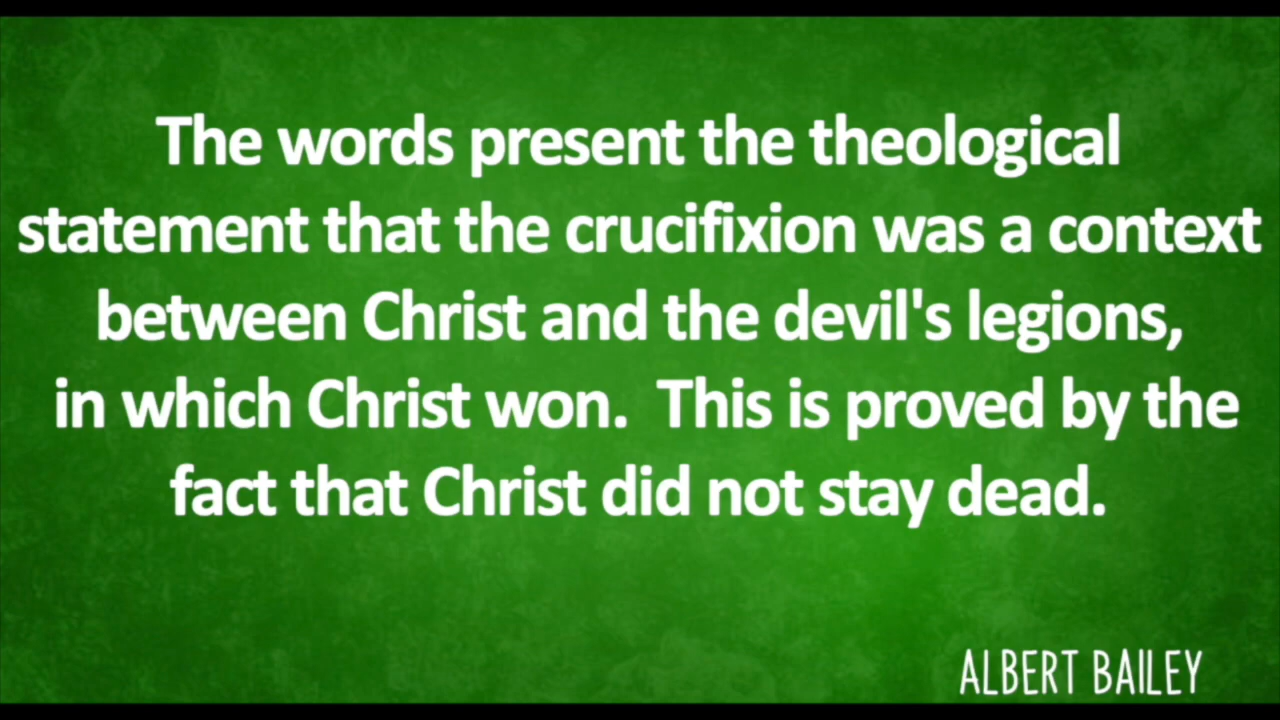 The words present the theological
statement that the crucifixion was a context
between Christ and the devil's legions,
in which Christ won.  This is proved by the
fact that Christ did not stay dead.
ALBERT BAILEY